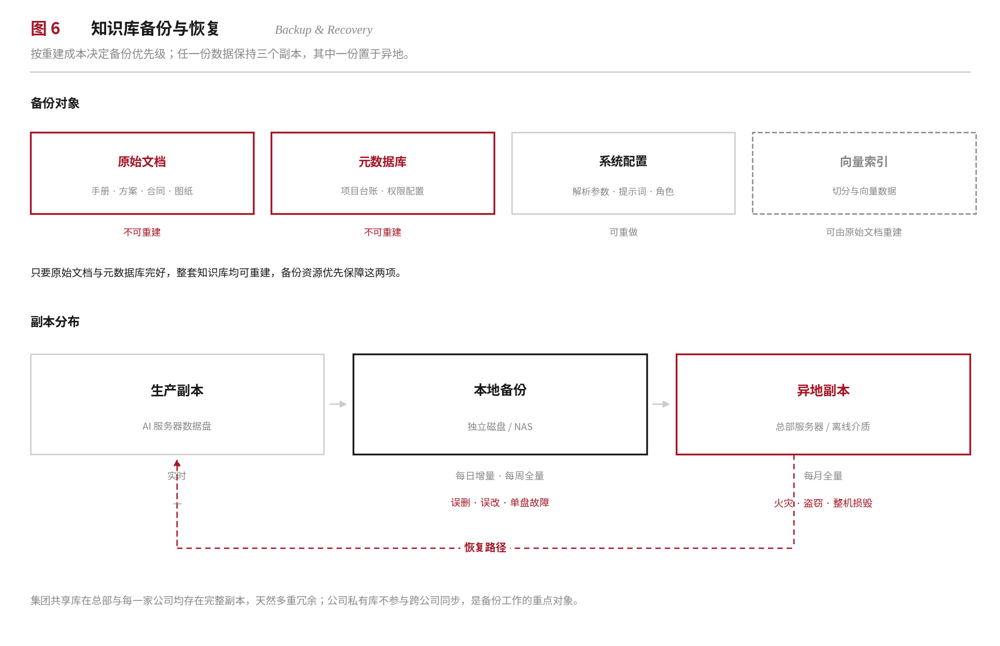 图 6 知识库备份与恢复 Backup & Recovery
按重建成本决定备份优先级；任一份数据保持三个副本，其中一份置于异地。
备份对象
原始文档 元数据库 系统配置 向量索引
手册 · 方案 · 合同 · 图纸 项目台账 · 权限配置 解析参数 · 提示词 · 角色 切分与向量数据
不可重建 不可重建 可重做 可由原始文档重建
只要原始文档与元数据库完好，整套知识库均可重建，备份资源优先保障这两项。
副本分布
生产副本 本地备份 异地副本
AI 服务器数据盘 独立磁盘 / NAS 总部服务器 / 离线介质
实时 每日增量 · 每周全量 每月全量
— 误删 · 误改 · 单盘故障 火灾 · 盗窃 · 整机损毁
恢复路径
集团共享库在总部与每一家公司均存在完整副本，天然多重冗余；公司私有库不参与跨公司同步，是备份工作的重点对象。